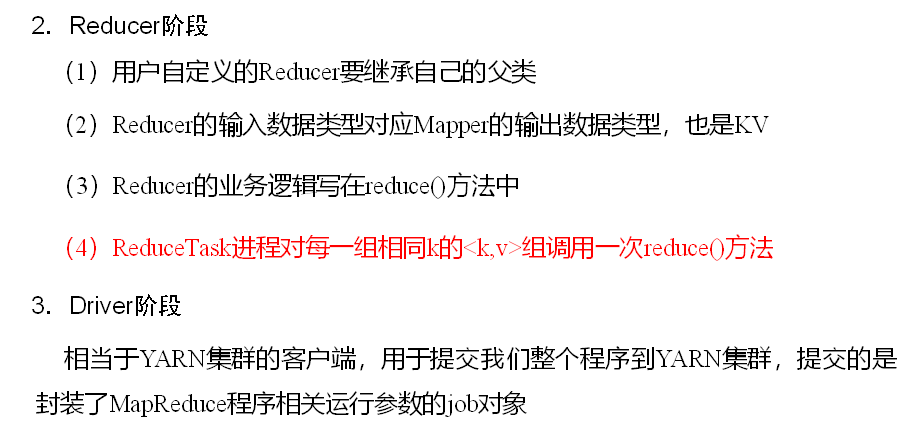 2．Reducer阶段
（1）用户自定义的Reducer要继承自己的父类
（2）Reducer的输入数据类型对应Mapper的输出数据类型，也是KV
（3）Reducer的业务逻辑写在reduce()方法中
（4）ReduceTask进程对每一组相同k的<k,v>组调用一次reduce()方法
3．Driver阶段
相当于YARN集群的客户端，用于提交我们整个程序到YARN集群，提交的是
封装了MapReduce程序相关运行参数的job对象